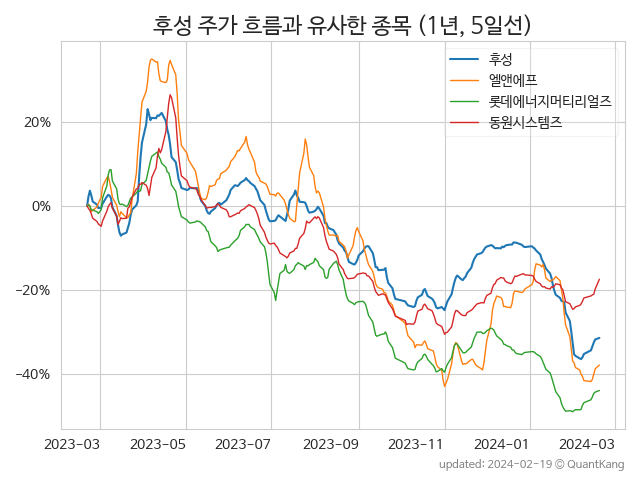 후성 주가 흐름과 유사한 종목 (1년, 5일선)
후성
엘앤에프
롯데에너지머티리얼즈
동원시스템즈
20%
0%
−20%
−40%
2023-03 2023-05 2023-07 2023-09 2023-11 2024-01 2024-03
updated: 2024-02-19 © QuantKang